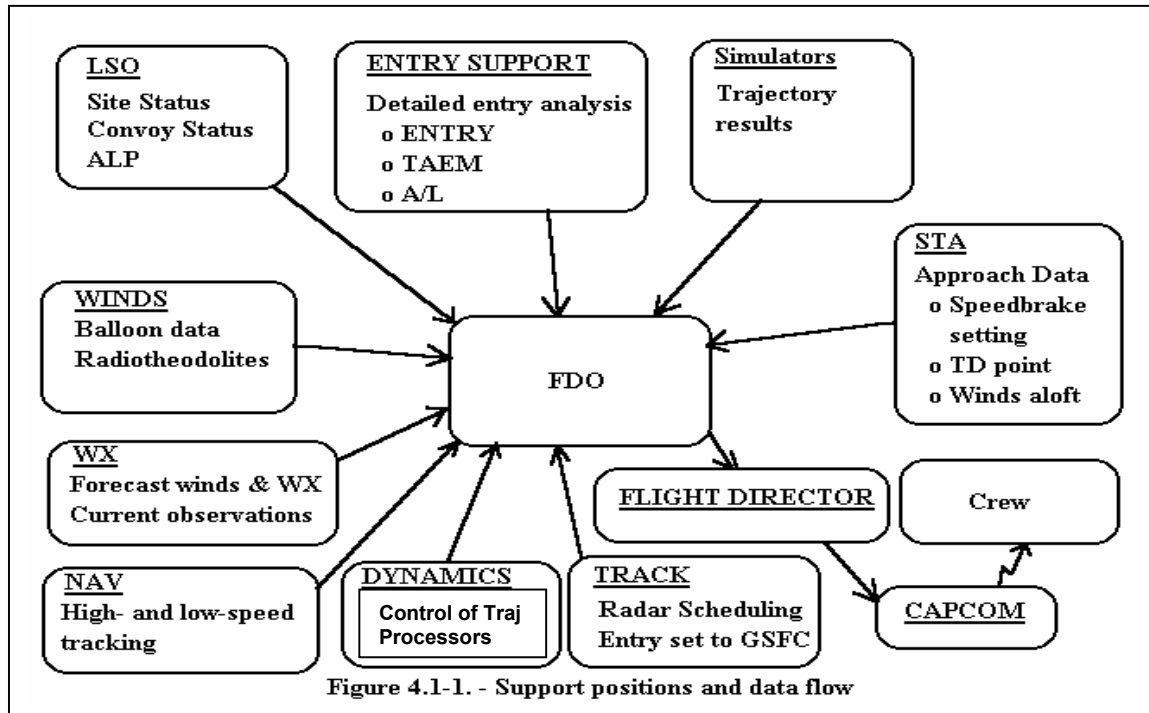 LSO
Site Status
Convoy Status
ALP
ENTRY SUPPORT
Detailed entry analysis
o ENTRY
o TAEM
o A/L
Simulators
Trajectory
results
STA
Approach Data
o Speedbrake
setting
o TD point
o Winds aloft
WINDS
Balloon data
Radiotheodolites
FDO
WX
Forecast winds & WX
Current observations
FLIGHT DIRECTOR
Crew
NAV
High- and low-speed
tracking
DYNAMICS
Control of Traj
Processors
TRACK
Radar Scheduling
Entry set to GSFC
CAPCOM
Figure 4.1-1. - Support positions and data flow